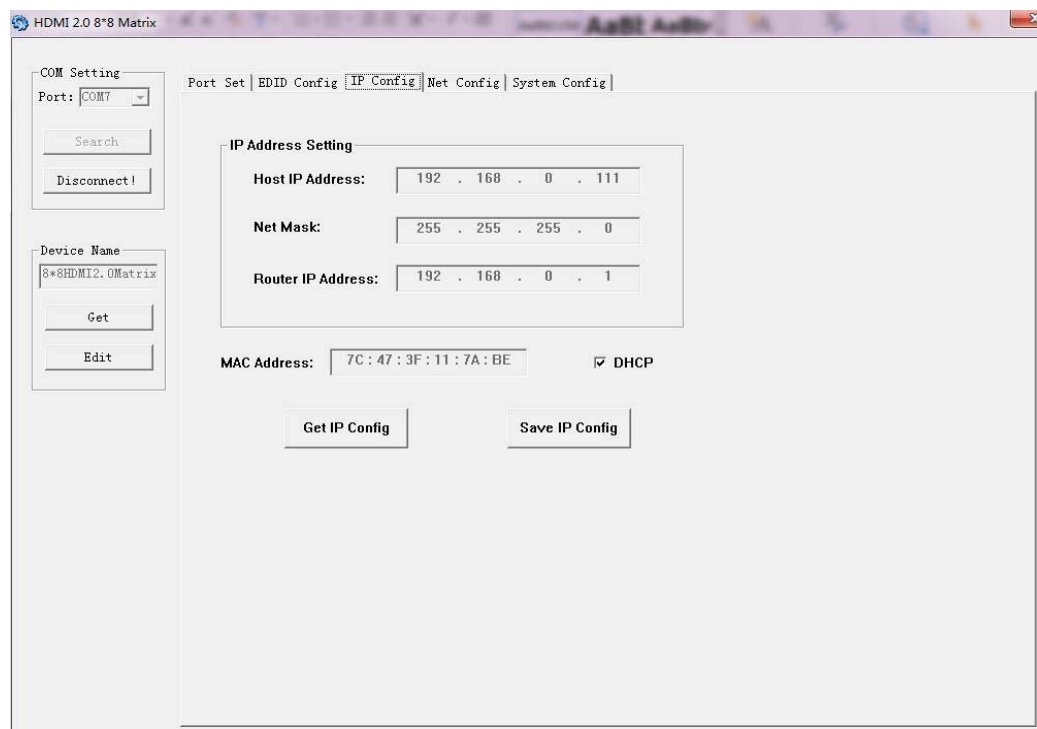 HDMI 2.0 8*8 Matrix
AaBb AaBb
COM Setting
Port: COM7
Search
Disconnect!
Device Name
8*8HDMI2.0Matrix
Get
Edit
Port Set EDID Config IP Config Net Config System Config
IP Address Setting
Host IP Address: 192 . 168 . 0 . 111
Net Mask: 255 . 255 . 255 . 0
Router IP Address: 192 . 168 . 0 . 1
MAC Address: 7C : 47 : 3F : 11 : 7A : BE DHCP
Get IP Config Save IP Config